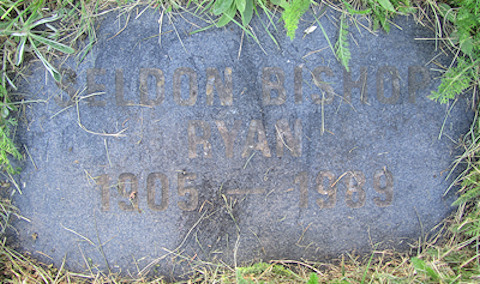 SELDON BISHOP
RYAN
1905 — 1989